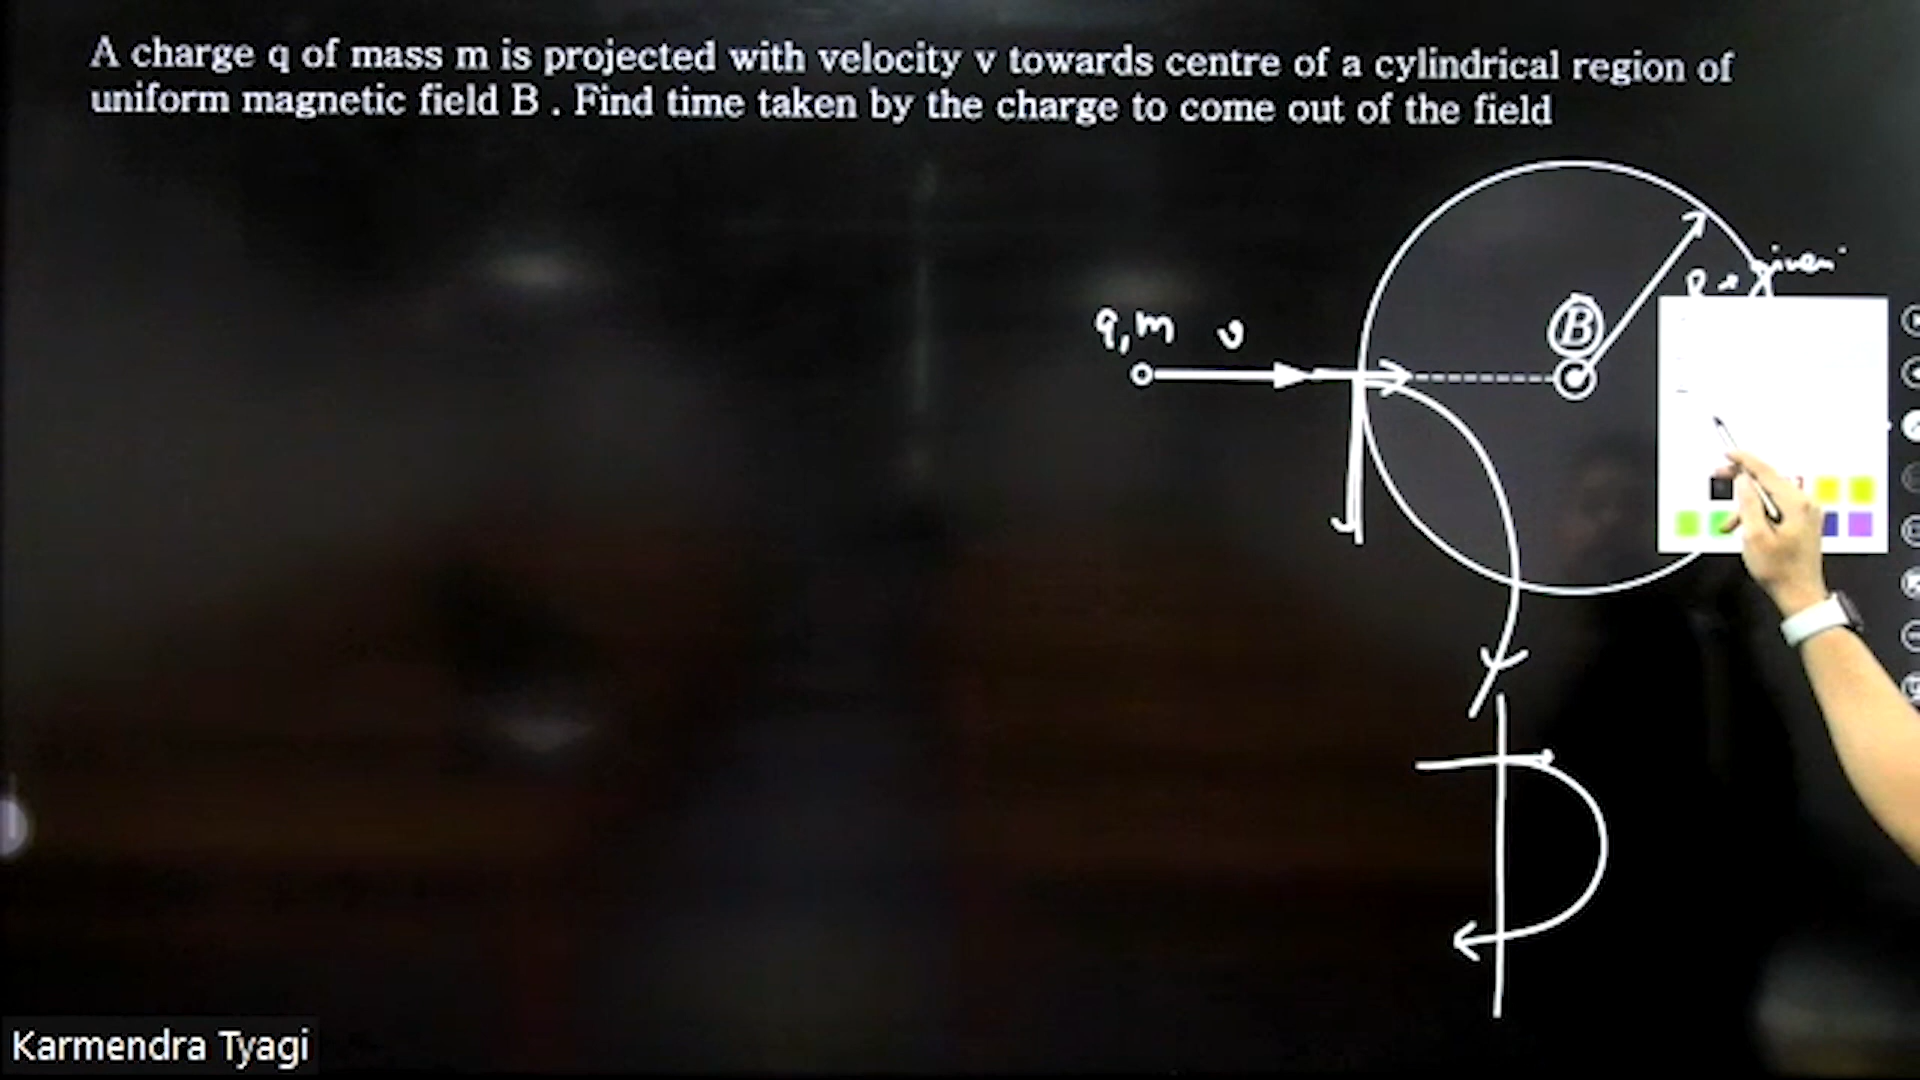 A charge q of mass m is projected with velocity v towards centre of a cylindrical region of
uniform magnetic field B . Find time taken by the charge to come out of the field
given
q, m v
B
Karmendra Tyagi